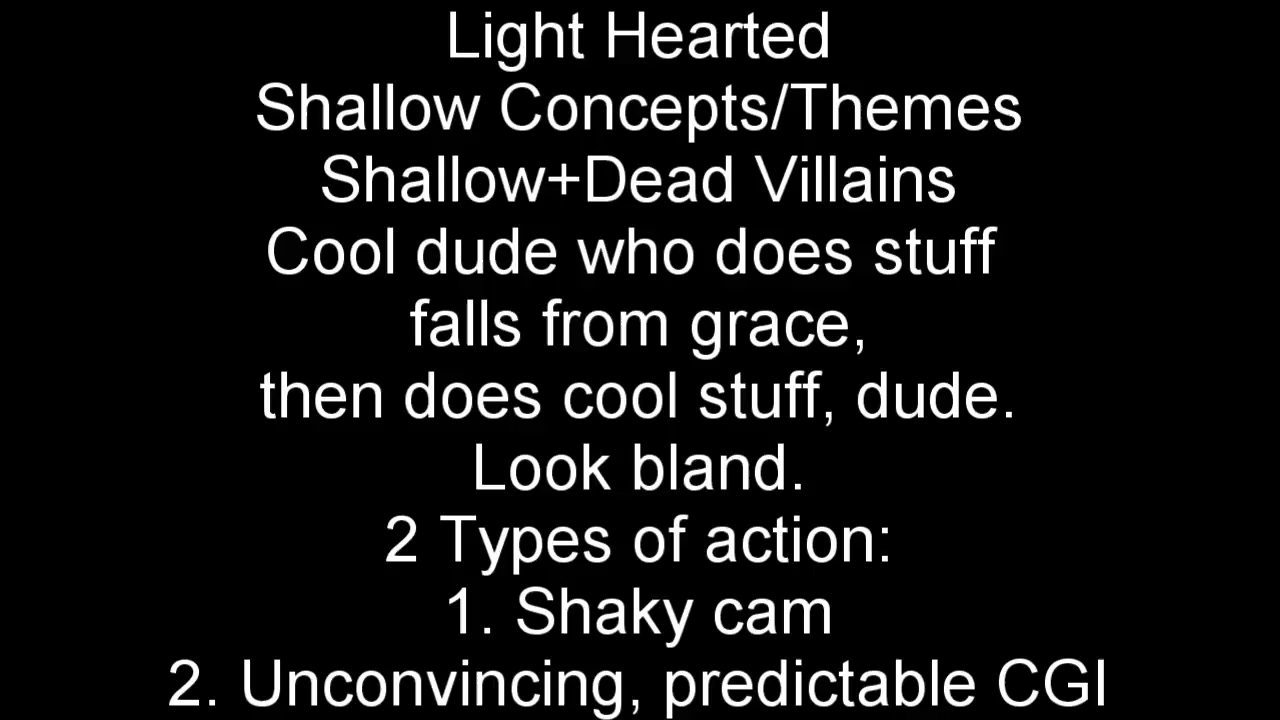 Light Hearted
Shallow Concepts/Themes
Shallow+Dead Villains
Cool dude who does stuff
falls from grace,
then does cool stuff, dude.
Look bland.
2 Types of action:
1. Shaky cam
2. Unconvincing, predictable CGI